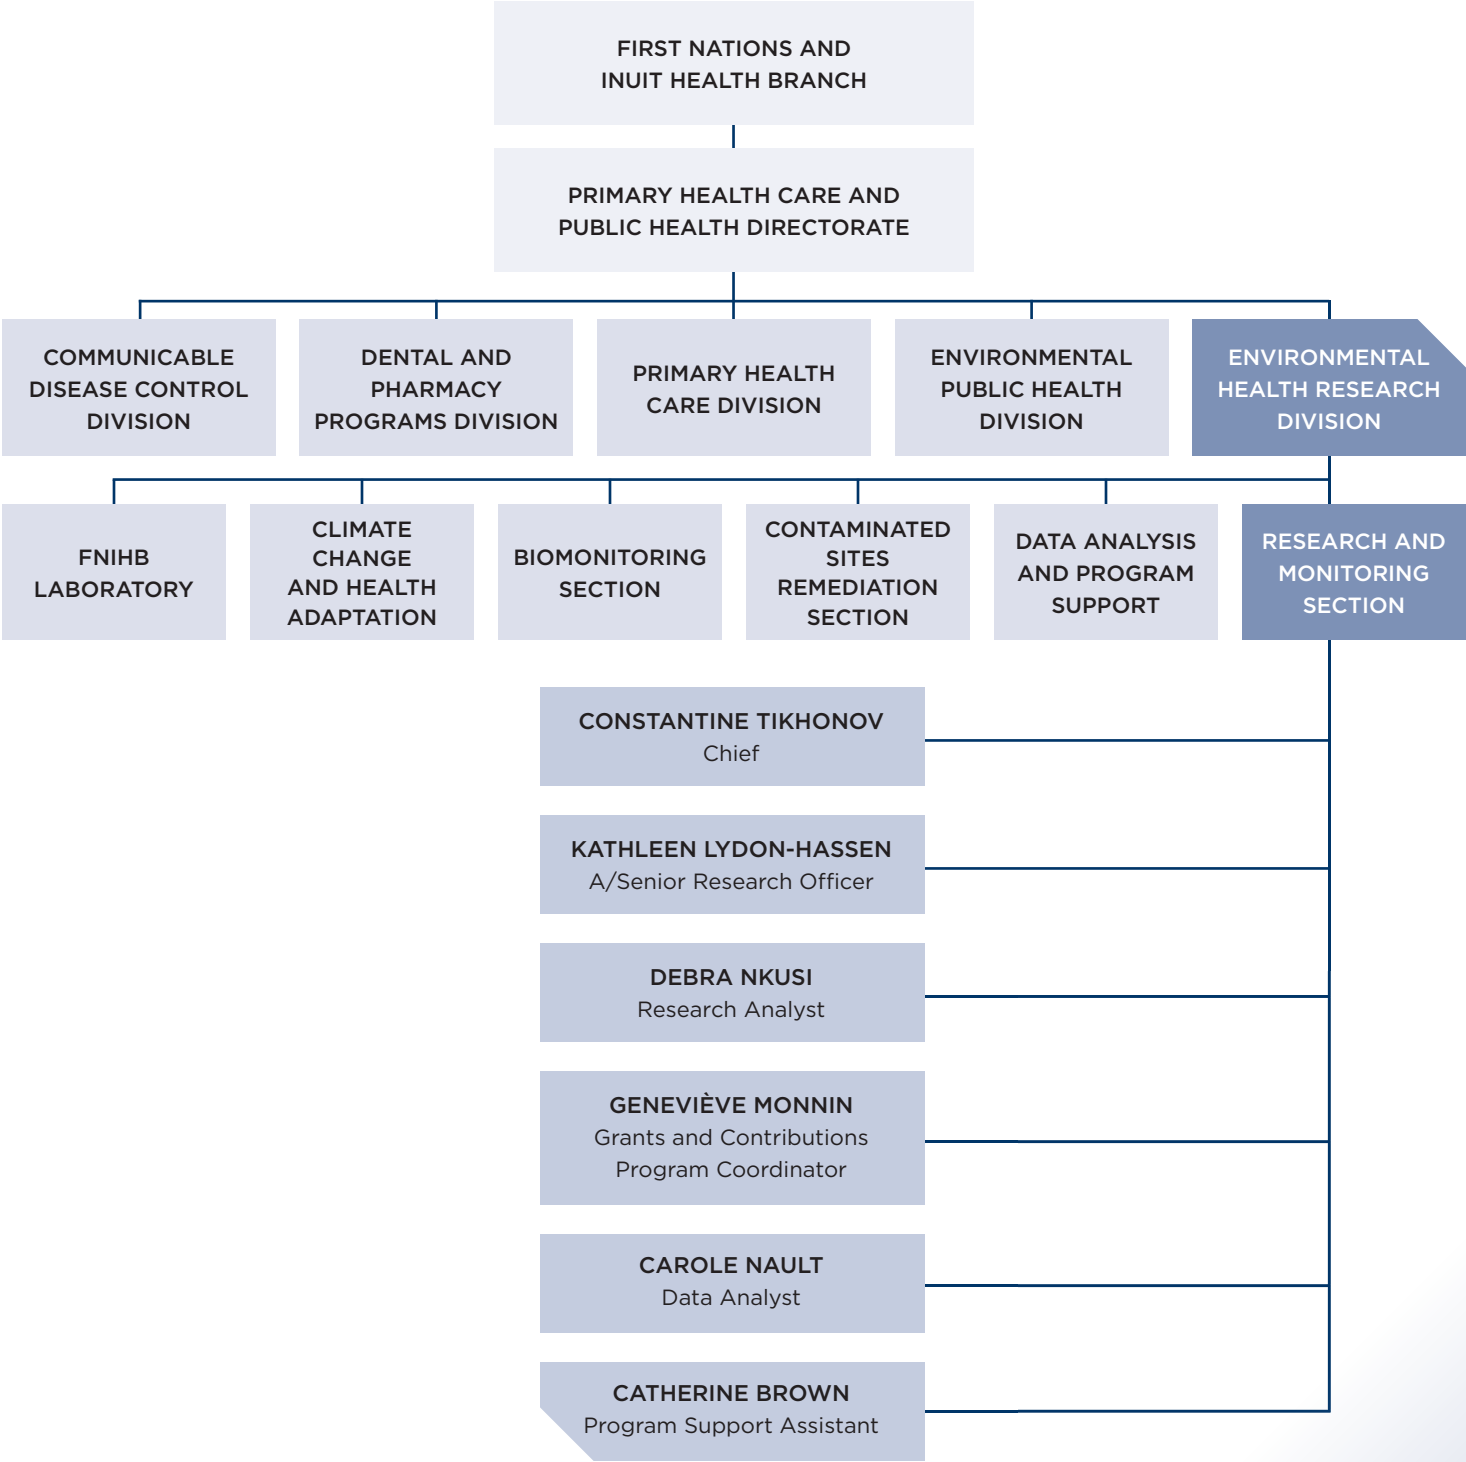 FIRST NATIONS AND
INUIT HEALTH BRANCH
PRIMARY HEALTH CARE AND
PUBLIC HEALTH DIRECTORATE
COMMUNICABLE
DISEASE CONTROL
DIVISION
DENTAL AND
PHARMACY
PROGRAMS DIVISION
PRIMARY HEALTH
CARE DIVISION
ENVIRONMENTAL
PUBLIC HEALTH
DIVISION
ENVIRONMENTAL
HEALTH RESEARCH
DIVISION
FNIHB
LABORATORY
CLIMATE
CHANGE
AND HEALTH
ADAPTATION
BIOMONITORING
SECTION
CONTAMINATED
SITES
REMEDIATION
SECTION
DATA ANALYSIS
AND PROGRAM
SUPPORT
RESEARCH AND
MONITORING
SECTION
CONSTANTINE TIKHONOV
Chief
KATHLEEN LYDON-HASSEN
A/Senior Research Officer
DEBRA NKUSI
Research Analyst
GENEVIÈVE MONNIN
Grants and Contributions
Program Coordinator
CAROLE NAULT
Data Analyst
CATHERINE BROWN
Program Support Assistant